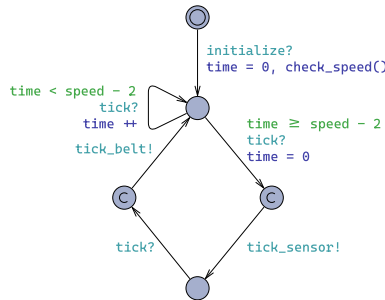 initialize?
time = 0, check_speed()
time < speed - 2
tick?
time ++
time ≥ speed - 2
tick?
time = 0
tick_belt!
C
C
tick?
tick_sensor!